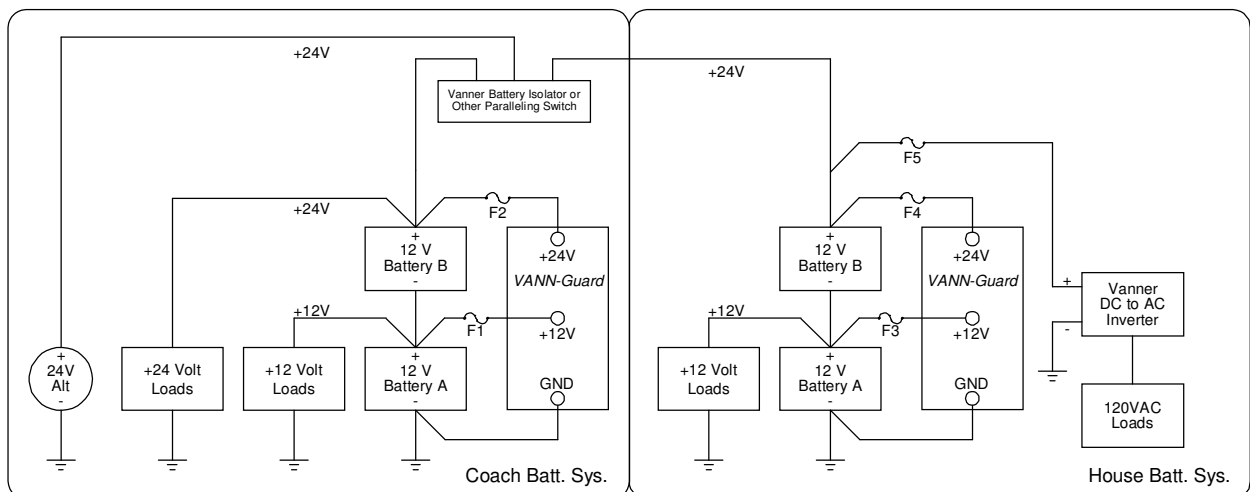 +24V
+24V
Vanner Battery Isolator or
Other Paralleling Switch
+24V
F2
+
12 V
Battery B
-
+24V
VANN-Guard
+12V
F1
+12V
+
24V
Alt
-
+24 Volt
Loads
+12 Volt
Loads
+
12 V
Battery A
-
GND
Coach Batt. Sys.
F5
F4
+
12 V
Battery B
-
+24V
VANN-Guard
+12V
F3
+12V
+12 Volt
Loads
+
12 V
Battery A
-
GND
+
-
Vanner
DC to AC
Inverter
120VAC
Loads
House Batt. Sys.